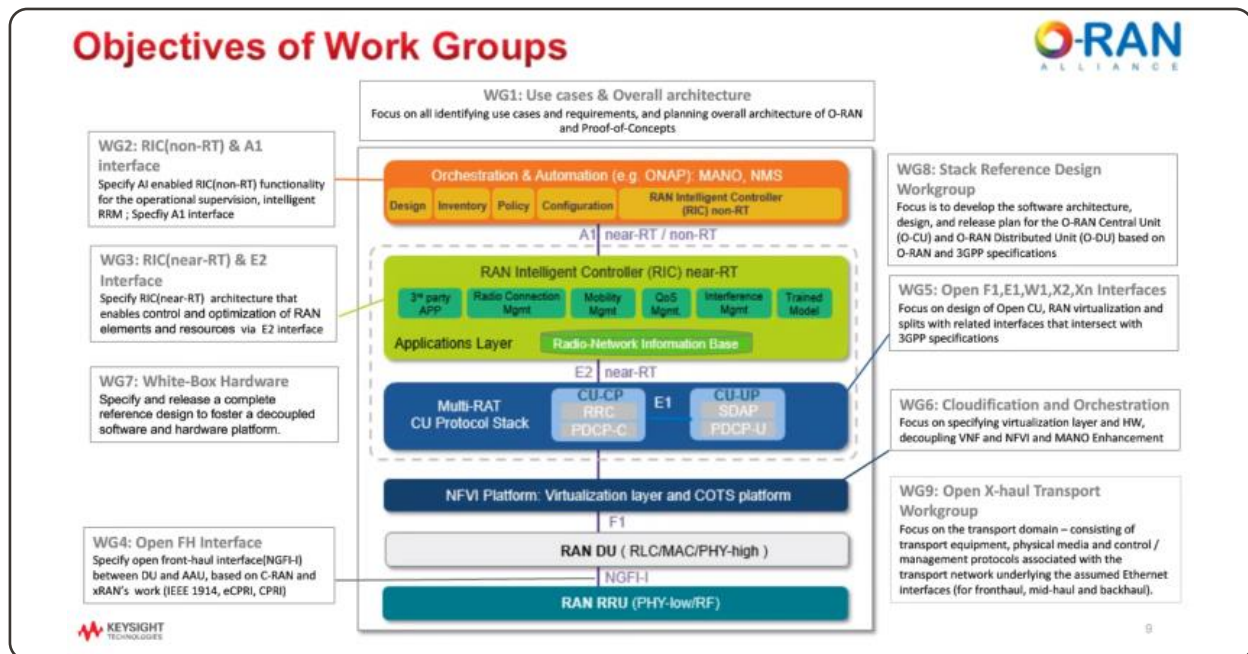 Objectives of Work Groups
O-RAN
ALLIANCE
WG1: Use cases & Overall architecture
Focus on all identifying use cases and requirements, and planning overall architecture of O-RAN
and Proof-of-Concepts
WG2: RIC(non-RT) & A1
interface
Specify AI enabled RIC(non-RT) functionality
for the operational supervision, intelligent
RRM ; Specfiy A1 interface
WG3: RIC(near-RT) & E2
Interface
Specify RIC(near-RT) architecture that
enables control and optimization of RAN
elements and resources via E2 interface
WG7: White-Box Hardware
Specify and release a complete
reference design to foster a decoupled
software and hardware platform.
WG4: Open FH Interface
Specify open front-haul interface(NGFI-I)
between DU and AAU, based on C-RAN and
xRAN's work (IEEE 1914, eCPRI, CPRI)
Orchestration & Automation (e.g. ONAP): MANO, NMS
Design
Inventory
Policy
Configuration
RAN Intelligent Controller
(RIC) non-RT
A1 near-RT / non-RT
RAN Intelligent Controller (RIC) near-RT
3rd party
APP
Radio Connection
Mgmt
Mobility
Mgmt
QoS
Mgmt.
Interference
Mgmt
Trained
Model
Applications Layer
Radio-Network Information Base
E2 near-RT
Multi-RAT
CU Protocol Stack
CU-CP
RRC
PDCP-C
E1
CU-UP
SDAP
PDCP-U
NFVI Platform: Virtualization layer and COTS platform
F1
RAN DU ( RLC/MAC/PHY-high )
NGFI-I
RAN RRU (PHY-low/RF)
WG8: Stack Reference Design
Workgroup
Focus is to develop the software architecture,
design, and release plan for the O-RAN Central Unit
(O-CU) and O-RAN Distributed Unit (O-DU) based on
O-RAN and 3GPP specifications
WG5: Open F1,E1,W1,X2,Xn Interfaces
Focus on design of Open CU, RAN virtualization and
splits with related interfaces that intersect with
3GPP specifications
WG6: Cloudification and Orchestration
Focus on specifying virtualization layer and HW,
decoupling VNF and NFVI and MANO Enhancement
WG9: Open X-haul Transport
Workgroup
Focus on the transport domain – consisting of
transport equipment, physical media and control /
management protocols associated with the
transport network underlying the assumed Ethernet
Interfaces (for fronthaul, mid-haul and backhaul).
KEYSIGHT
TECHNOLOGIES
9